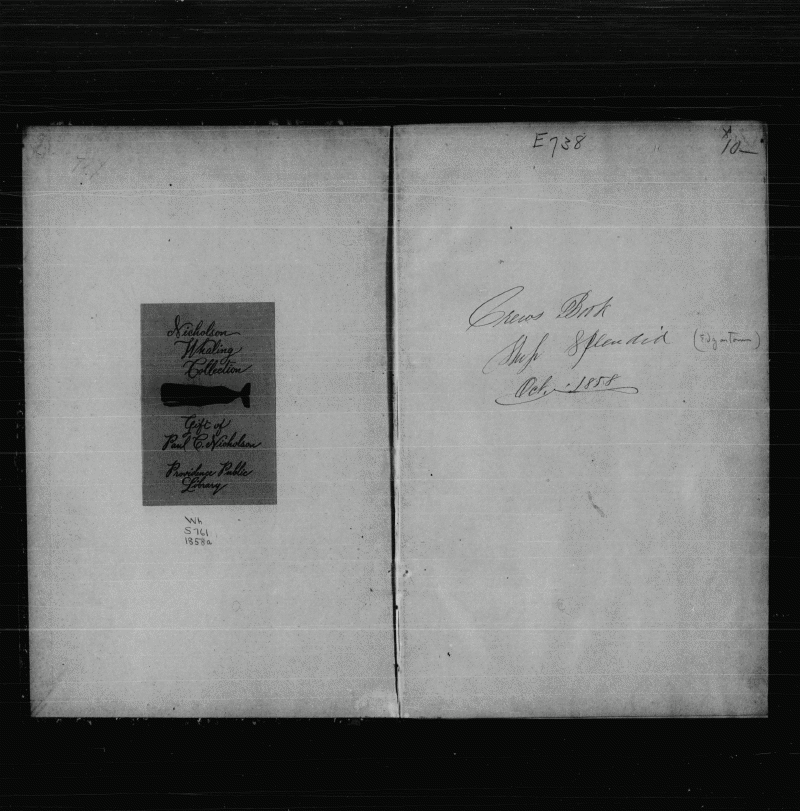 Nicholson
Whaling
Collection
Gift of
Paul C. Nicholson
Providence Public
Library
Wh
S761
1858a
E738
10—
Crews Book
Ship Splendid (Edgartown)
Oct. 1858